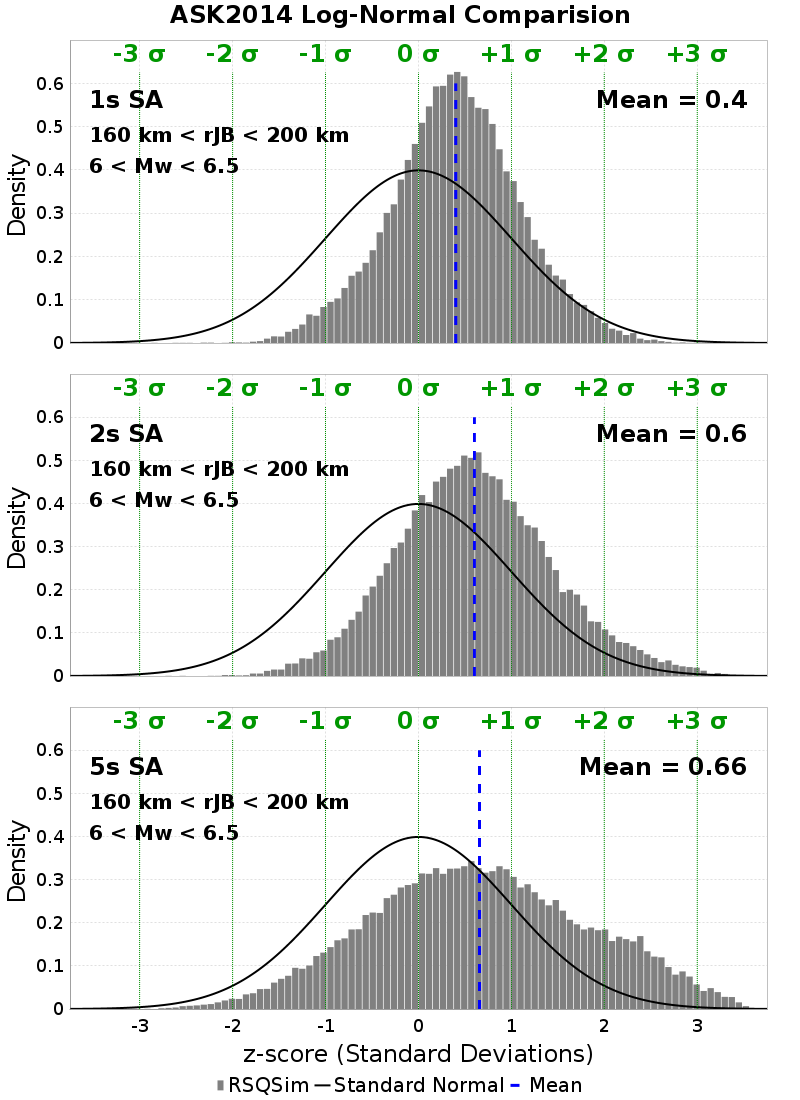 ASK2014 Log-Normal Comparision
-3 σ -2 σ -1 σ 0 σ +1 σ +2 σ +3 σ
1s SA
Mean = 0.4
160 km < rJB < 200 km
6 < Mw < 6.5
Density
0.6
0.5
0.4
0.3
0.2
0.1
0
-3 σ -2 σ -1 σ 0 σ +1 σ +2 σ +3 σ
2s SA
Mean = 0.6
160 km < rJB < 200 km
6 < Mw < 6.5
Density
0.6
0.5
0.4
0.3
0.2
0.1
0
-3 σ -2 σ -1 σ 0 σ +1 σ +2 σ +3 σ
5s SA
Mean = 0.66
160 km < rJB < 200 km
6 < Mw < 6.5
Density
0.6
0.5
0.4
0.3
0.2
0.1
0
-3 -2 -1 0 1 2 3
z-score (Standard Deviations)
RSQSim Standard Normal Mean